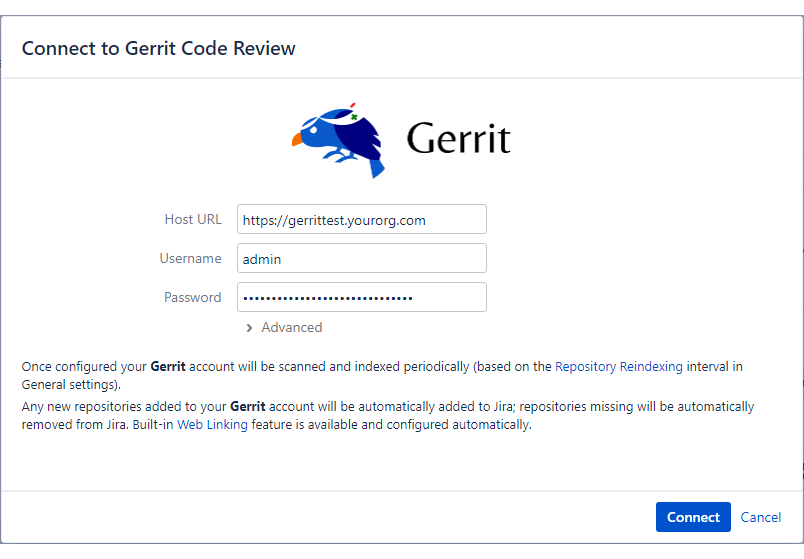 Connect to Gerrit Code Review
Gerrit
Host URL https://gerrittest.yourorg.com
Username admin
Password ••••••••••••••••••••••••••••••
Advanced
Once configured your Gerrit account will be scanned and indexed periodically (based on the Repository Reindexing interval in
General settings).
Any new repositories added to your Gerrit account will be automatically added to Jira; repositories missing will be automatically
removed from Jira. Built-in Web Linking feature is available and configured automatically.
Connect Cancel